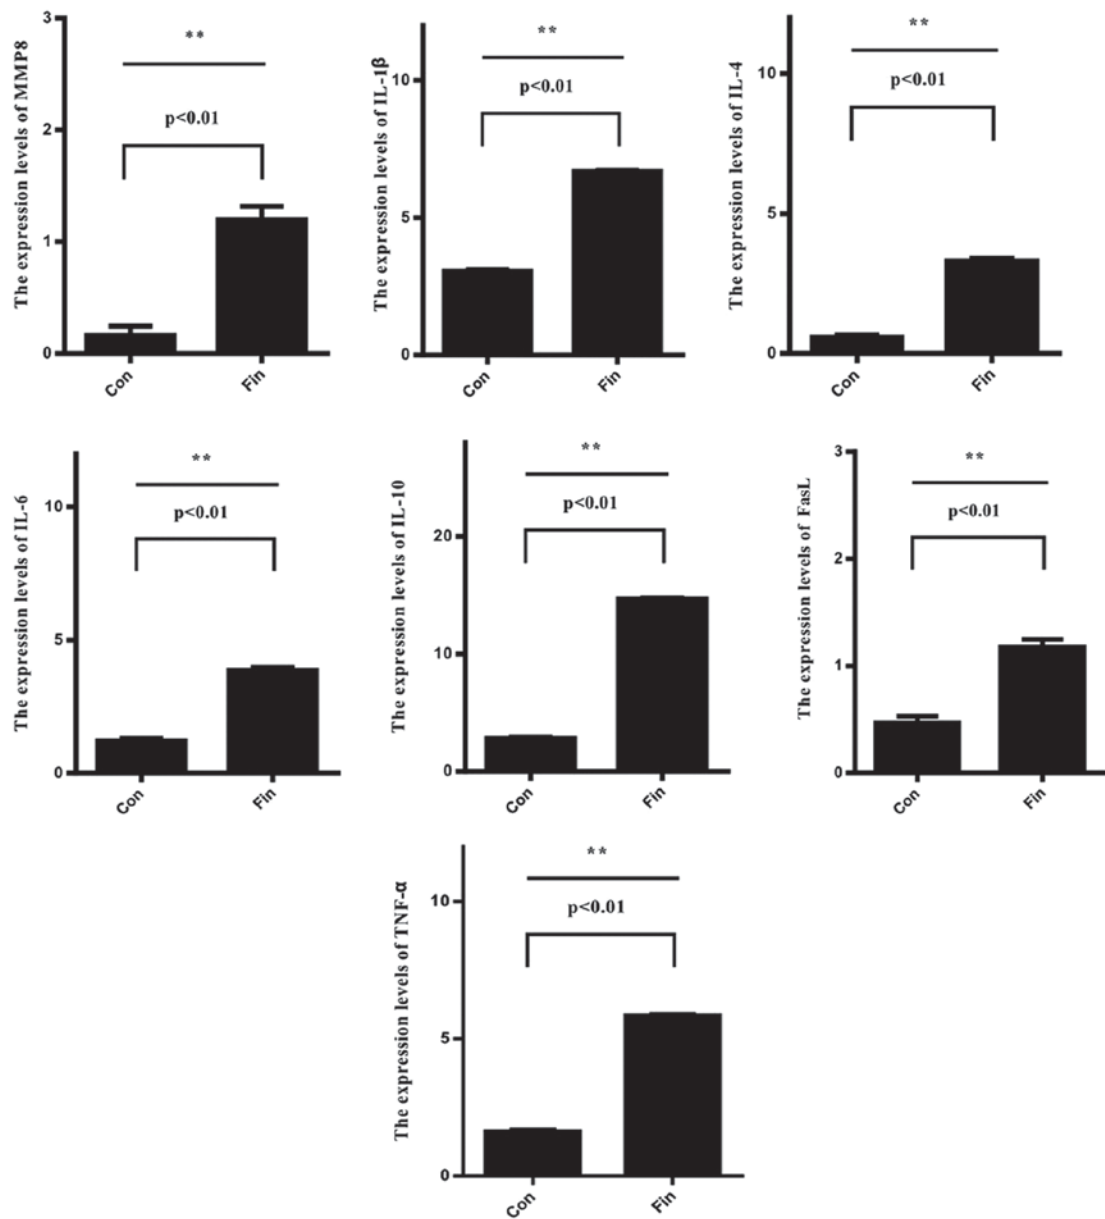 The expression levels of MMP8
3
2
1
0
**
p<0.01
Con
Fin
The expression levels of IL-1β
10
5
0
**
p<0.01
Con
Fin
The expression levels of IL-4
10
5
0
**
p<0.01
Con
Fin
The expression levels of IL-6
10
5
0
**
p<0.01
Con
Fin
The expression levels of IL-10
20
10
0
**
p<0.01
Con
Fin
The expression levels of FasL
3
2
1
0
**
p<0.01
Con
Fin
The expression levels of TNF-α
10
5
0
**
p<0.01
Con
Fin